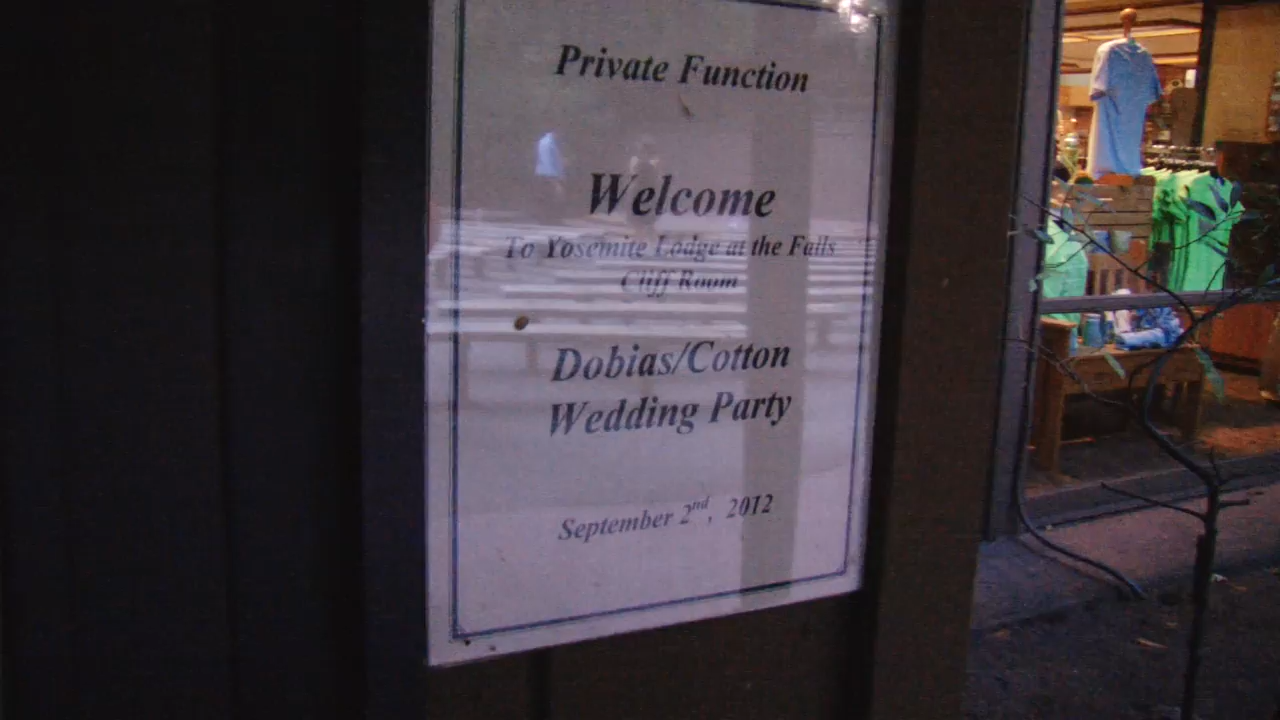 Private Function
Welcome
To Yosemite Lodge at the Falls
Cliff Room
Dobias/Cotton
Wedding Party
September 2nd, 2012